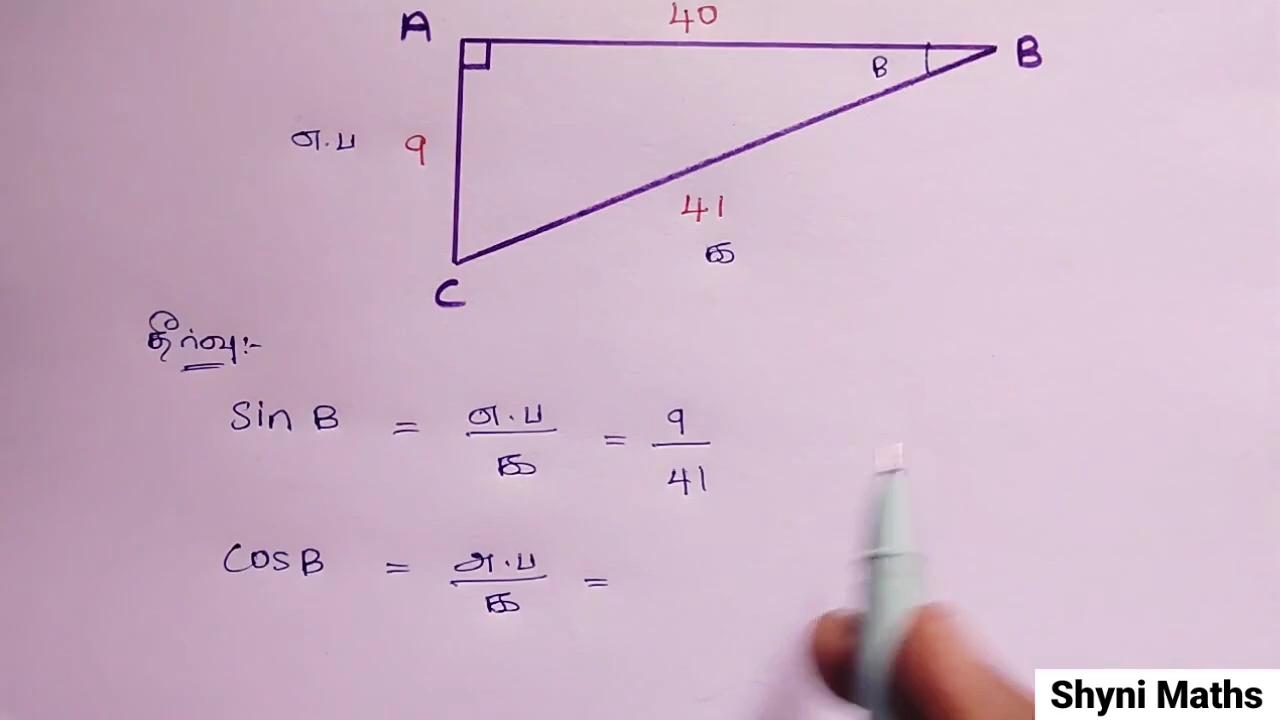 A 40 B
B
எ.ப 9
41
க
C
தீர்வு:-
Sin B = எ.ப / க = 9 / 41
Cos B = அ.ப / க =
Shyni Maths